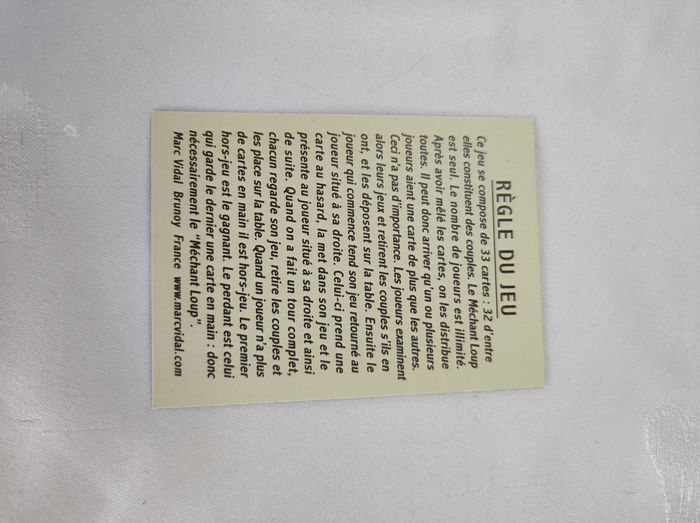 RÈGLE DU JEU
Ce jeu se compose de 33 cartes : 32 d'entre
elles constituent des couples. Le Méchant Loup
est seul. Le nombre de joueurs est illimité.
Après avoir mêlé les cartes, on les distribue
toutes. Il peut donc arriver qu'un ou plusieurs
joueurs aient une carte de plus que les autres.
Ceci n'a pas d'importance. Les joueurs examinent
alors leurs jeux et retirent les couples s'ils en
ont, et les déposent sur la table. Ensuite le
joueur qui commence tend son jeu retourné au
joueur situé à sa droite. Celui-ci prend une
carte au hasard, la met dans son jeu et le
présente au joueur situé à sa droite et ainsi
de suite. Quand on a fait un tour complet,
chacun regarde son jeu, retire les couples et
les place sur la table. Quand un joueur n'a plus
de cartes en main il est hors-jeu. Le premier
hors-jeu est le gagnant. Le perdant est celui
qui garde le dernier une carte en main : donc
nécessairement le "Méchant Loup".
Marc Vidal Brunoy France www.marcvidal.com